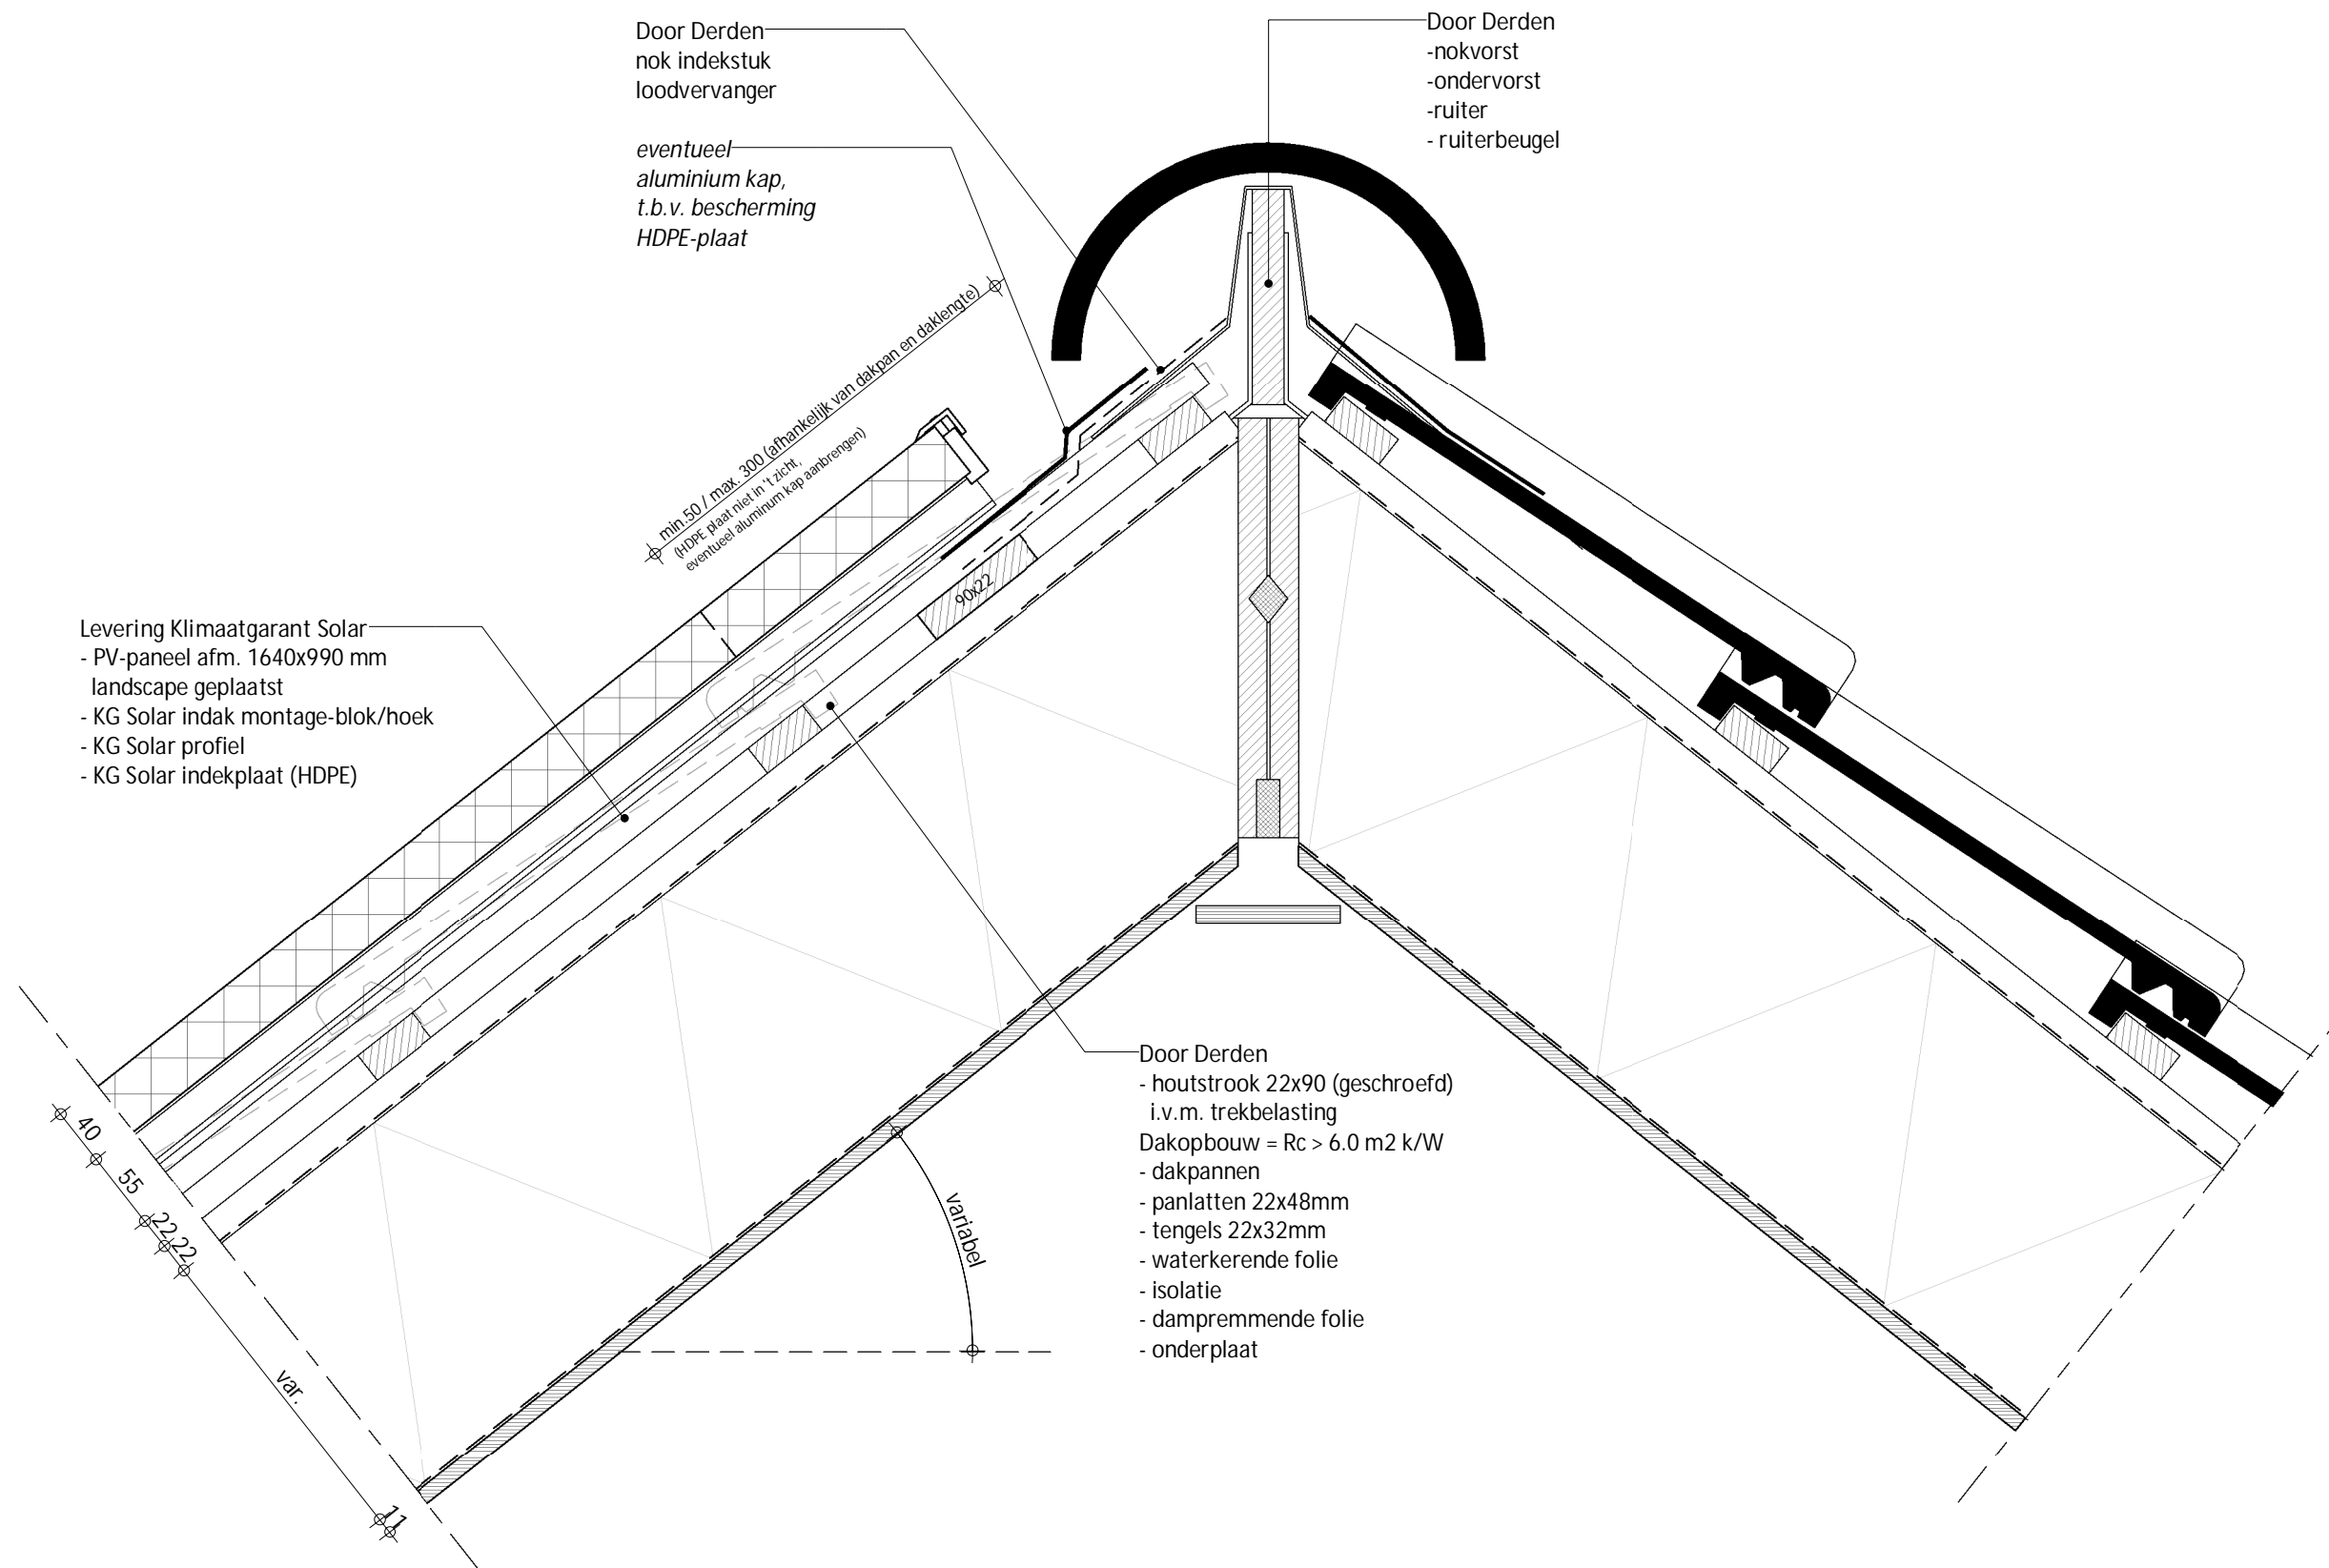 Door Derden
nok indekstuk
loodvervanger
eventueel
aluminium kap,
t.b.v. bescherming
HDPE-plaat
Door Derden
-nokvorst
-ondervorst
-ruiter
- ruiterbeugel
min.50 / max. 300 (afhankelijk van dakpan en daklengte)
(HDPE plaat niet in 't zicht,
eventueel aluminum kap aanbrengen)
90x22
Levering Klimaatgarant Solar
- PV-paneel afm. 1640x990 mm
landscape geplaatst
- KG Solar indak montage-blok/hoek
- KG Solar profiel
- KG Solar indekplaat (HDPE)
Door Derden
- houtstrook 22x90 (geschroefd)
i.v.m. trekbelasting
Dakopbouw = Rc > 6.0 m2 k/W
- dakpannen
- panlatten 22x48mm
- tengels 22x32mm
- waterkerende folie
- isolatie
- dampremmende folie
- onderplaat
variabel
40
55
22
22
var.
11